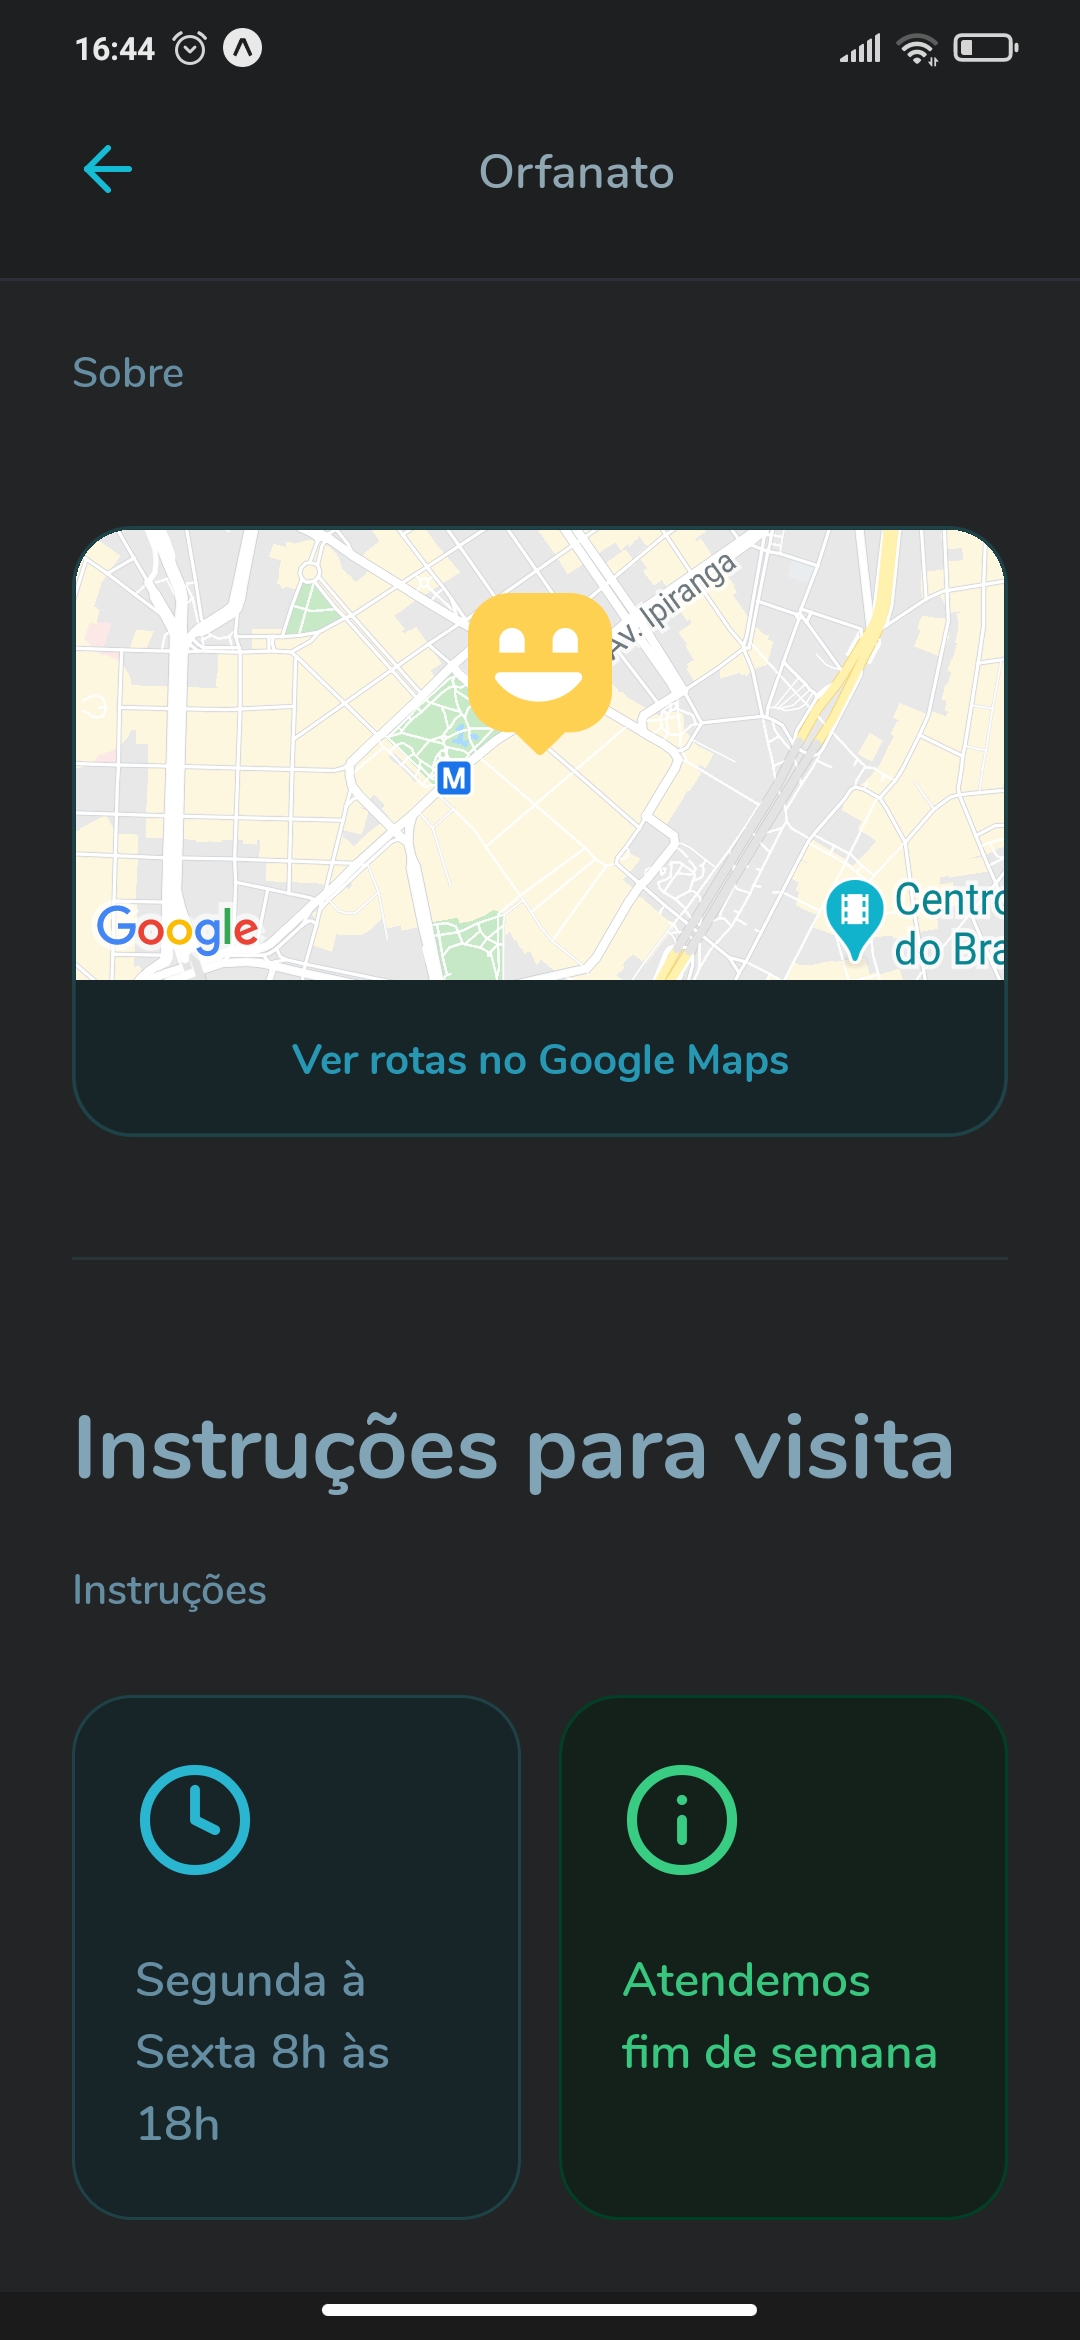 16:44
Orfanato
Sobre
Av. Ipiranga
M
Google
Centro
do Bra
Ver rotas no Google Maps
Instruções para visita
Instruções
Segunda à
Sexta 8h às
18h
Atendemos
fim de semana